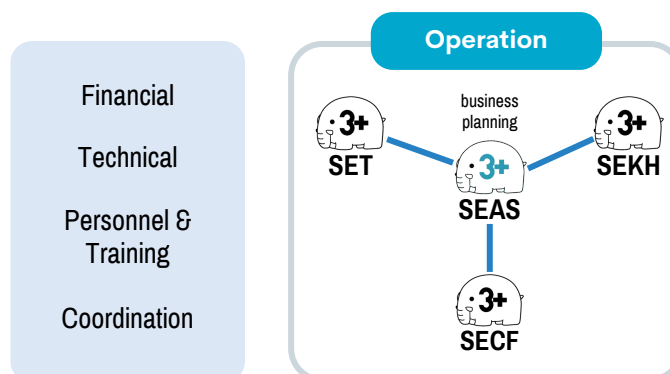 Financial
Technical
Personnel &
Training
Coordination
Operation
business
planning
3+
SET
3+
SEAS
3+
SEKH
3+
SECF